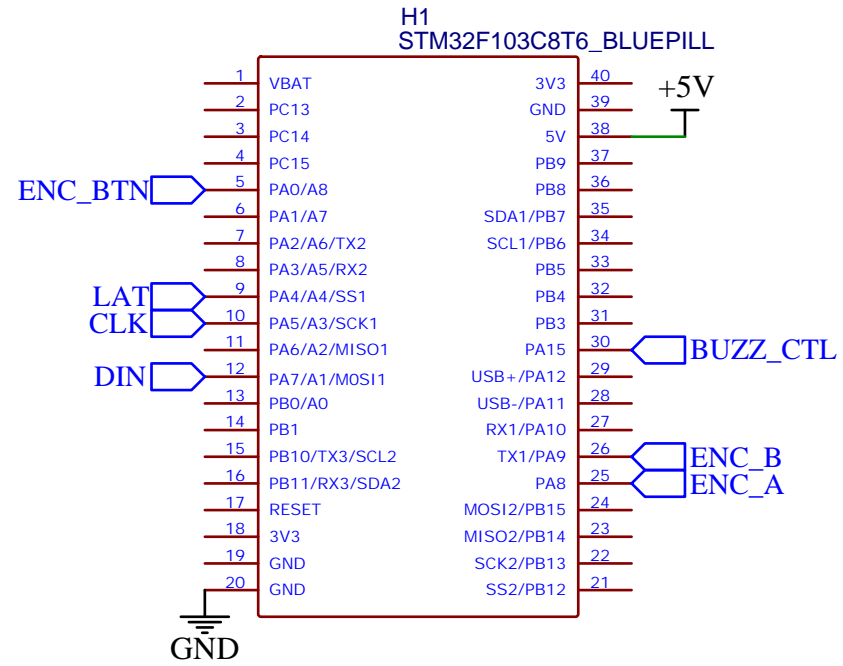 H1
STM32F103C8T6_BLUEPILL
1 VBAT 3V3 40
2 PC13 GND 39
+5V
3 PC14 5V 38
4 PC15 PB9 37
ENC_BTN 5 PA0/A8 PB8 36
6 PA1/A7 SDA1/PB7 35
7 PA2/A6/TX2 SCL1/PB6 34
8 PA3/A5/RX2 PB5 33
LAT 9 PA4/A4/SS1 PB4 32
CLK 10 PA5/A3/SCK1 PB3 31
11 PA6/A2/MISO1 PA15 30 BUZZ_CTL
DIN 12 PA7/A1/M0SI1 USB+/PA12 29
13 PB0/A0 USB-/PA11 28
14 PB1 RX1/PA10 27
15 PB10/TX3/SCL2 TX1/PA9 26 ENC_B
16 PB11/RX3/SDA2 PA8 25 ENC_A
17 RESET MOSI2/PB15 24
18 3V3 MISO2/PB14 23
19 GND SCK2/PB13 22
20 GND SS2/PB12 21
GND